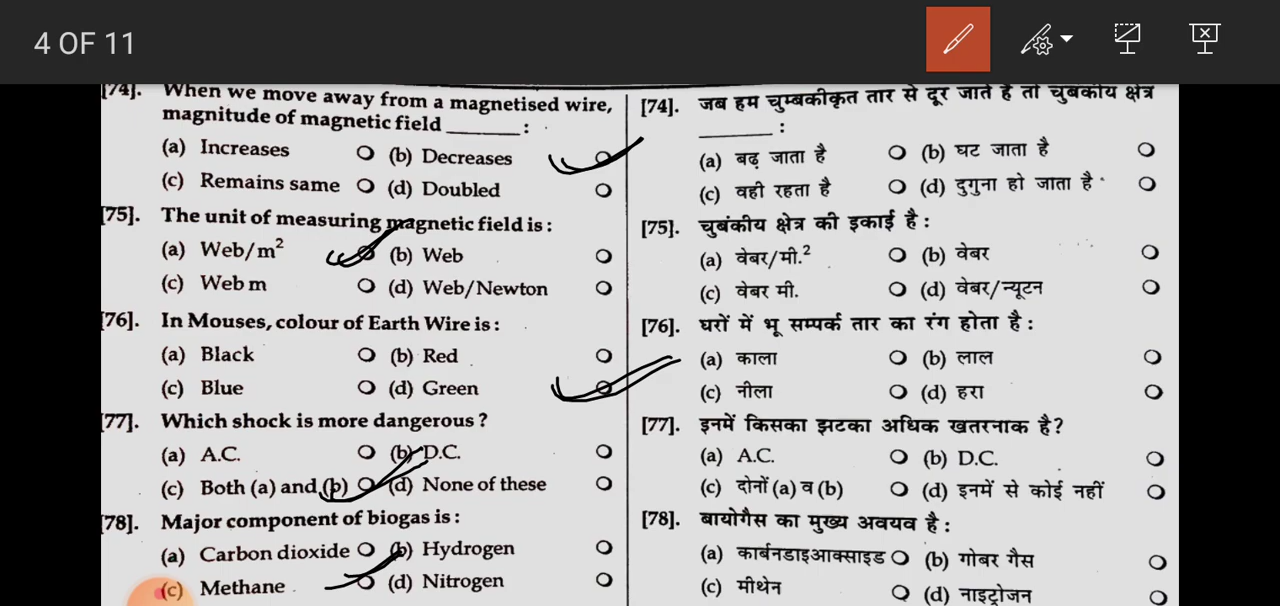 4 OF 11
[74]. When we move away from a magnetised wire,
magnitude of magnetic field ________ :
(a) Increases (b) Decreases
(c) Remains same (d) Doubled
[75]. The unit of measuring magnetic field is :
(a) Web/m² (b) Web
(c) Web m (d) Web/Newton
[76]. In Mouses, colour of Earth Wire is :
(a) Black (b) Red
(c) Blue (d) Green
[77]. Which shock is more dangerous ?
(a) A.C. (b) D.C.
(c) Both (a) and (b) (d) None of these
[78]. Major component of biogas is :
(a) Carbon dioxide (b) Hydrogen
(c) Methane (d) Nitrogen
[74]. जब हम चुम्बकीकृत तार से दूर जाते हैं तो चुबकीय क्षेत्र
________ :
(a) बढ़ जाता है (b) घट जाता है
(c) वही रहता है (d) दुगुना हो जाता है
[75]. चुबंकीय क्षेत्र की इकाई है :
(a) वेबर/मी.² (b) वेबर
(c) वेबर मी. (d) वेबर/न्यूटन
[76]. घरों में भू सम्पर्क तार का रंग होता है :
(a) काला (b) लाल
(c) नीला (d) हरा
[77]. इनमें किसका झटका अधिक खतरनाक है?
(a) A.C. (b) D.C.
(c) दोनों (a) व (b) (d) इनमें से कोई नहीं
[78]. बायोगैस का मुख्य अवयव है :
(a) कार्बनडाइआक्साइड (b) गोबर गैस
(c) मीथेन (d) नाइट्रोजन